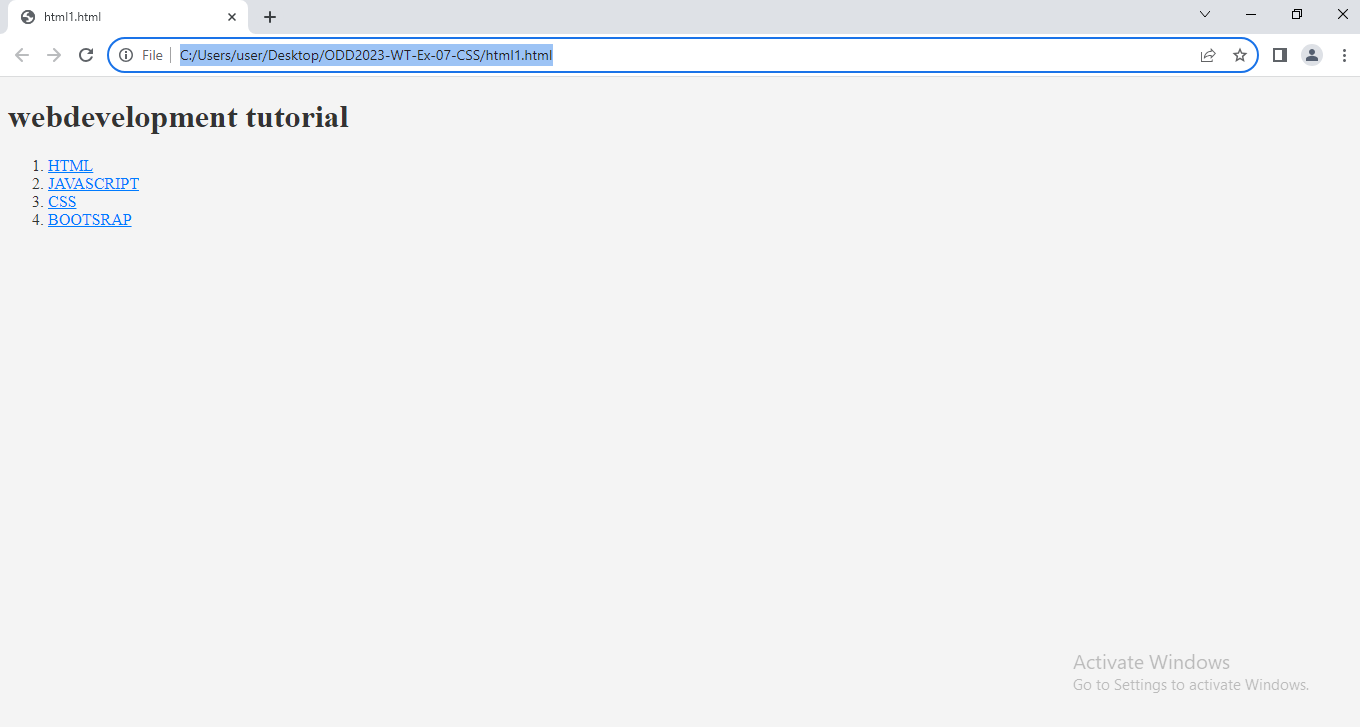 html1.html
File C:/Users/user/Desktop/ODD2023-WT-Ex-07-CSS/html1.html
webdevelopment tutorial
1. HTML
2. JAVASCRIPT
3. CSS
4. BOOTSRAP
Activate Windows
Go to Settings to activate Windows.